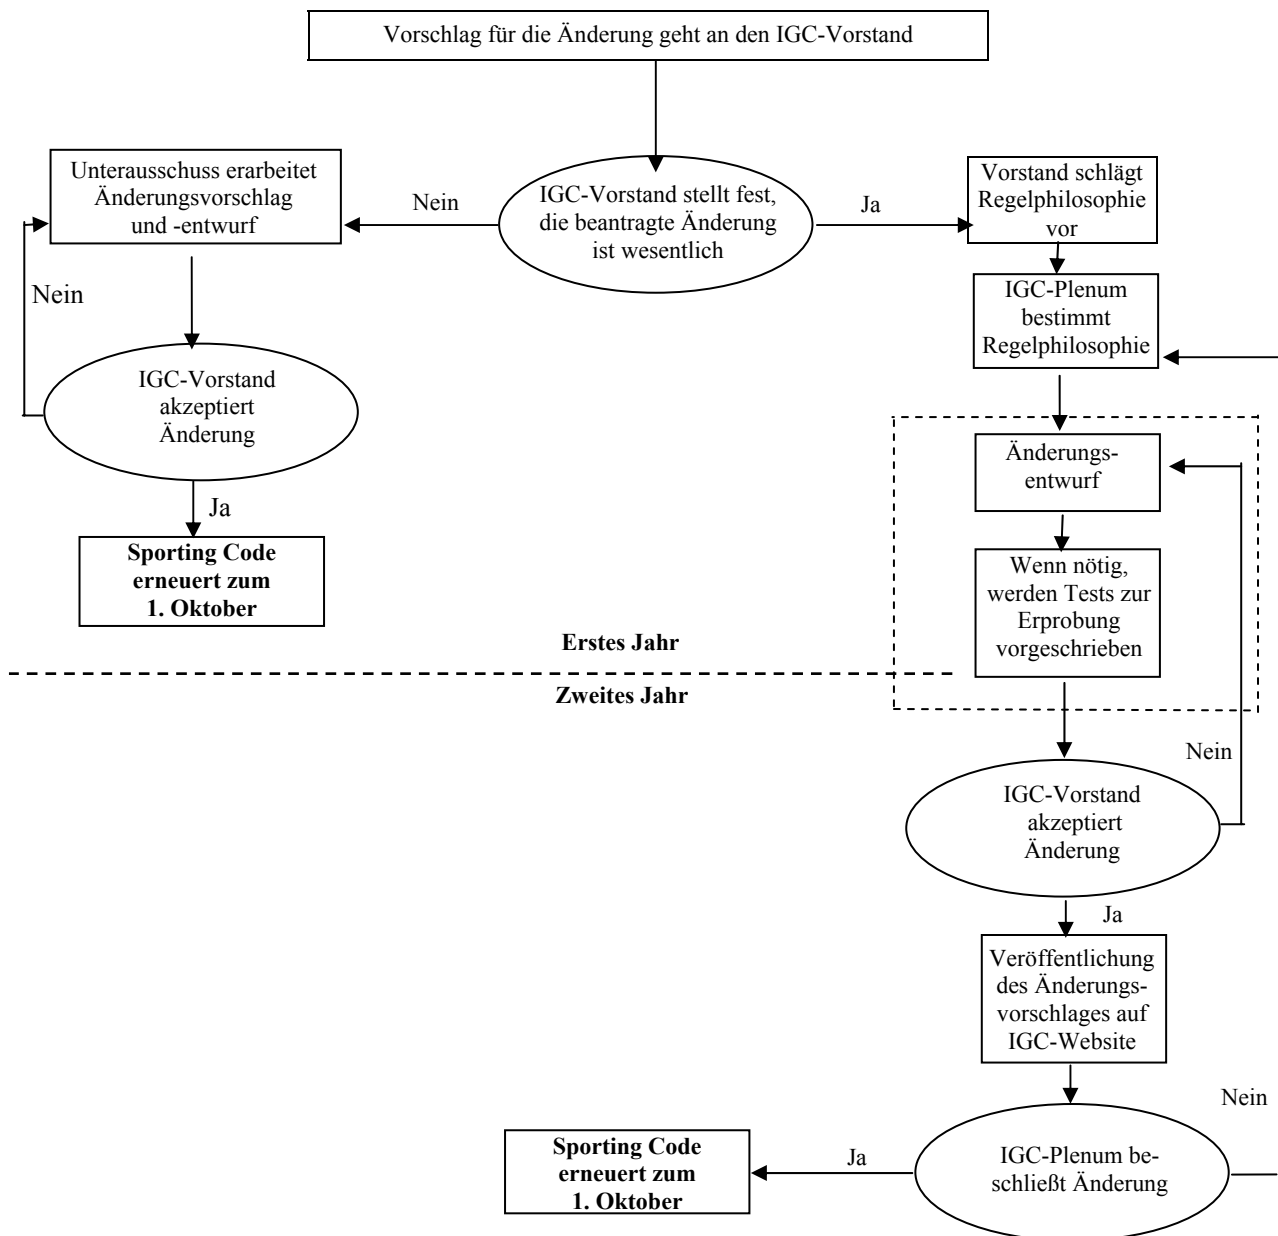 Vorschlag für die Änderung geht an den IGC-Vorstand
Unterausschuss erarbeitet
Änderungsvorschlag
und -entwurf
Nein
IGC-Vorstand stellt fest,
die beantragte Änderung
ist wesentlich
Ja
Vorstand schlägt
Regelphilosophie
vor
Nein
IGC-Plenum
bestimmt
Regelphilosophie
IGC-Vorstand
akzeptiert
Änderung
Ja
Änderungs-
entwurf
Sporting Code
erneuert zum
1. Oktober
Wenn nötig,
werden Tests zur
Erprobung
vorgeschrieben
Erstes Jahr
Zweites Jahr
Nein
IGC-Vorstand
akzeptiert
Änderung
Ja
Veröffentlichung
des Änderungs-
vorschlages auf
IGC-Website
Nein
Sporting Code
erneuert zum
1. Oktober
Ja
IGC-Plenum be-
schließt Änderung